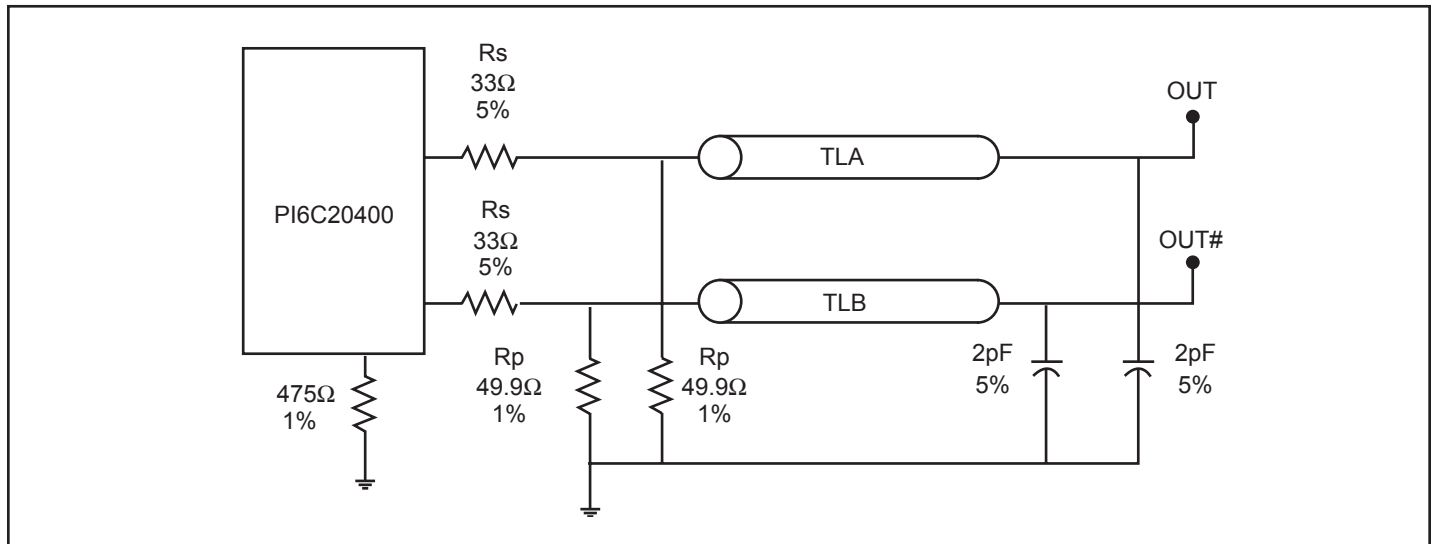 Rs
33Ω
5%
OUT
TLA
PI6C20400
Rs
33Ω
5%
OUT#
TLB
475Ω
1%
Rp
49.9Ω
1%
Rp
49.9Ω
1%
2pF
5%
2pF
5%